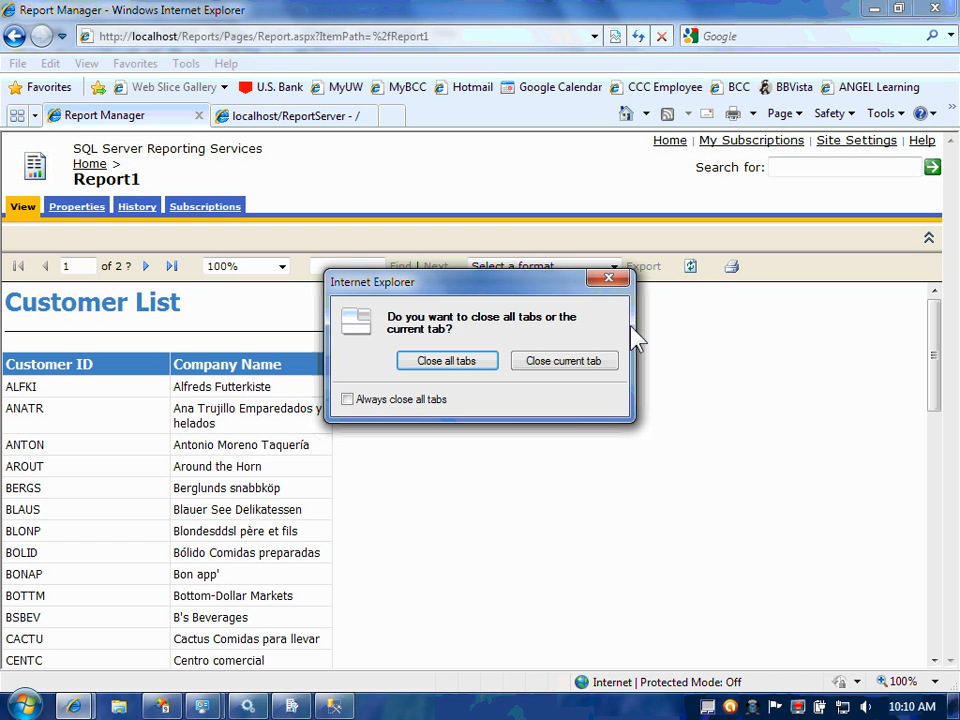 Report Manager - Windows Internet Explorer
http://localhost/Reports/Pages/Report.aspx?ItemPath=%2fReport1
Google
File Edit View Favorites Tools Help
Favorites Web Slice Gallery U.S. Bank MyUW MyBCC Hotmail Google Calendar CCC Employee BCC BBVista ANGEL Learning
Report Manager localhost/ReportServer - / Page Safety Tools
Home | My Subscriptions | Site Settings | Help
SQL Server Reporting Services
Home >
Report1
Search for:
View Properties History Subscriptions
1 of 2 ? 100% Find | Next Select a format Export
Customer List
Internet Explorer
Do you want to close all tabs or the
current tab?
Close all tabs Close current tab
Always close all tabs
Customer ID Company Name
ALFKI Alfreds Futterkiste
ANATR Ana Trujillo Emparedados y
helados
ANTON Antonio Moreno Taquería
AROUT Around the Horn
BERGS Berglunds snabbköp
BLAUS Blauer See Delikatessen
BLONP Blondesddsl père et fils
BOLID Bólido Comidas preparadas
BONAP Bon app'
BOTTM Bottom-Dollar Markets
BSBEV B's Beverages
CACTU Cactus Comidas para llevar
CENTC Centro comercial
Internet | Protected Mode: Off 100%
10:10 AM